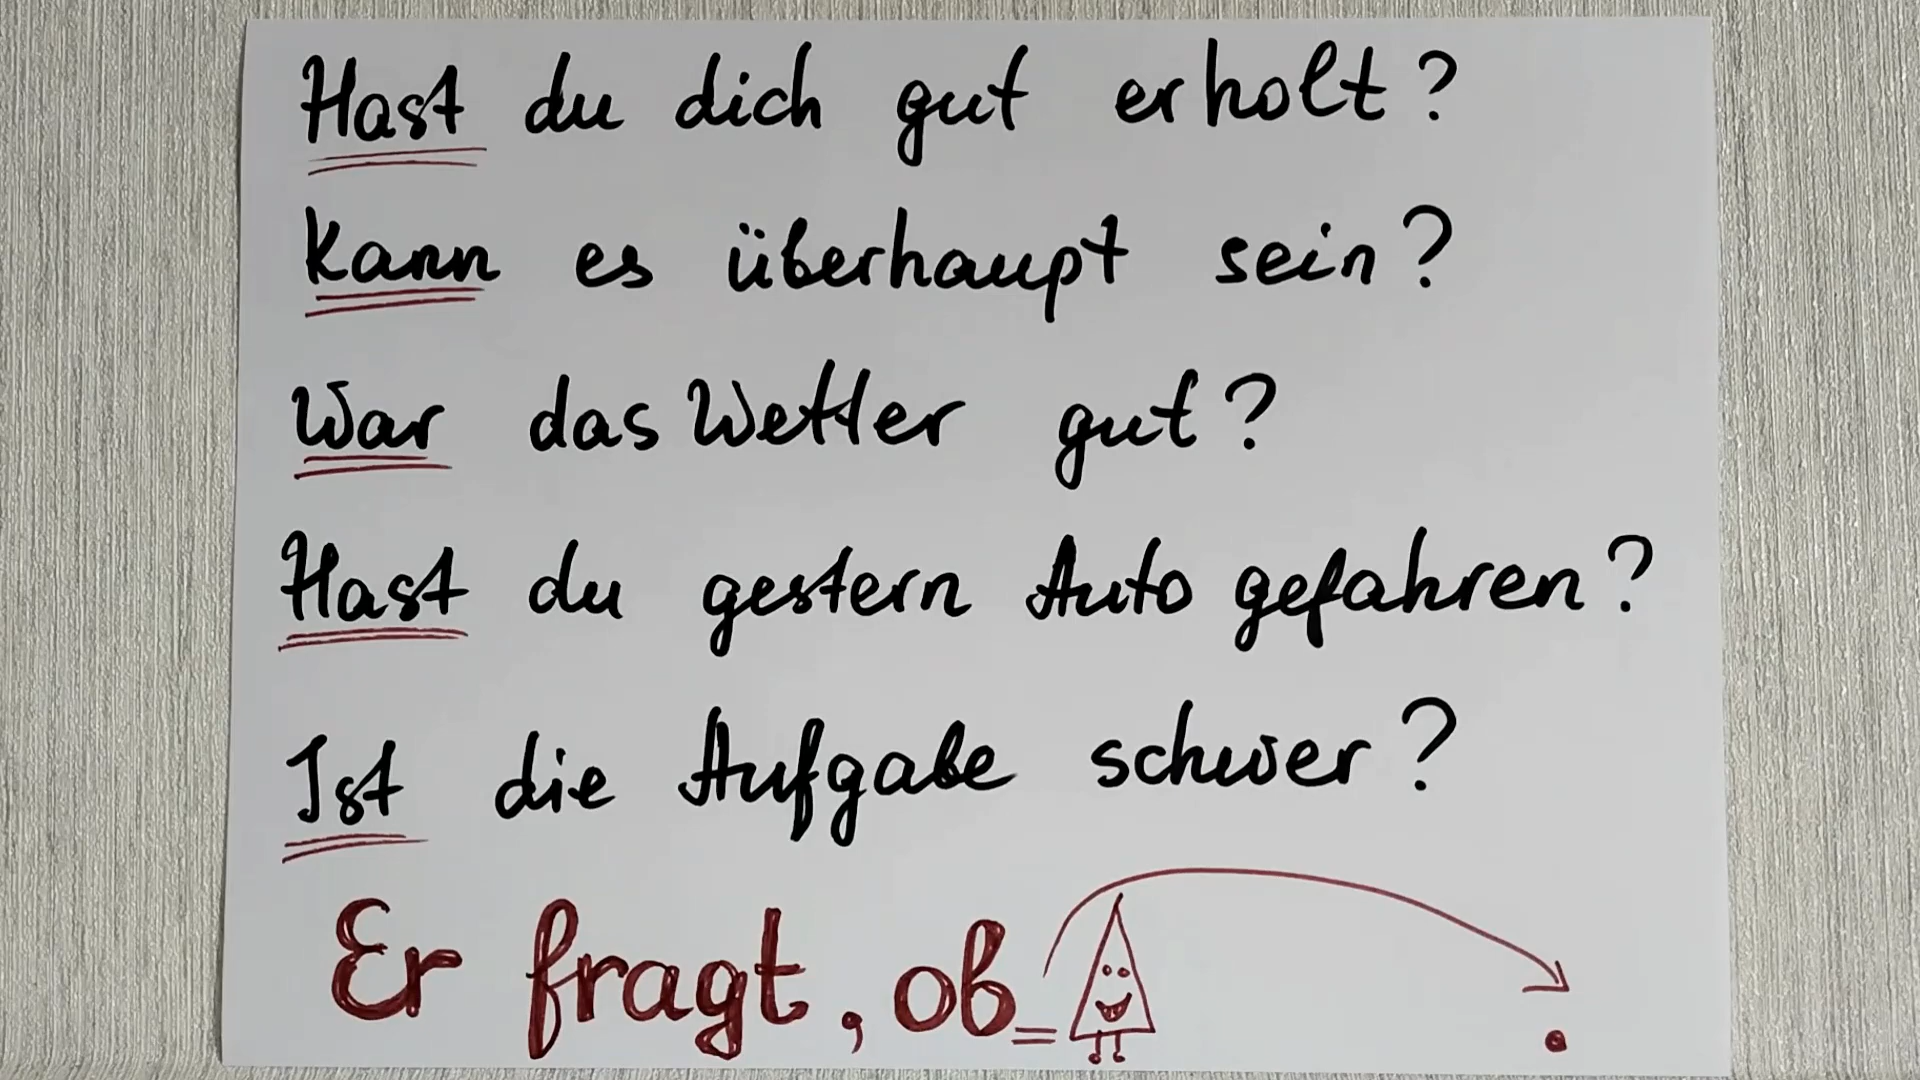 Hast du dich gut erholt?
Kann es überhaupt sein?
War das Wetter gut?
Hast du gestern Auto gefahren?
Ist die Aufgabe schwer?
Er fragt, ob = .